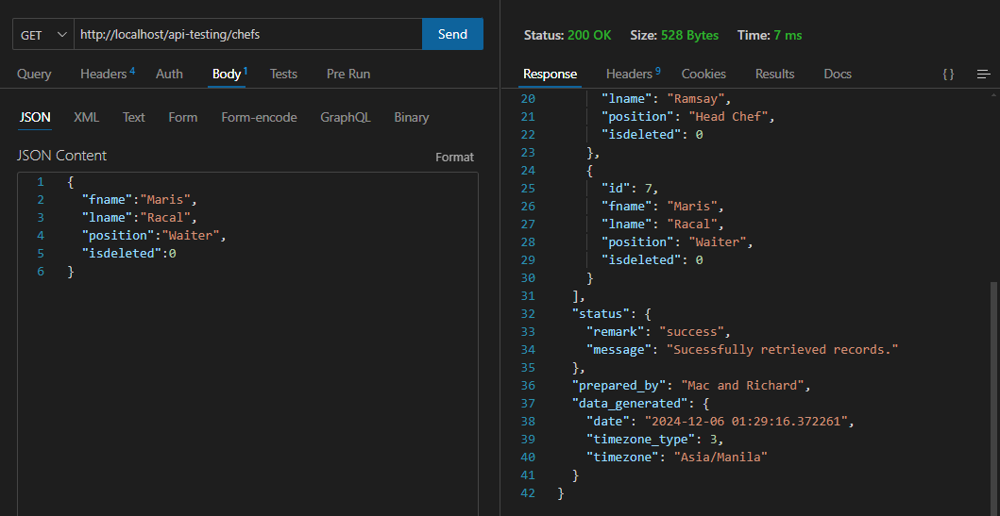 GET http://localhost/api-testing/chefs Send
Query Headers 4 Auth Body 1 Tests Pre Run
JSON XML Text Form Form-encode GraphQL Binary
JSON Content Format
1 {
2 "fname":"Maris",
3 "lname":"Racal",
4 "position":"Waiter",
5 "isdeleted":0
6 }
Status: 200 OK Size: 528 Bytes Time: 7 ms
Response Headers 9 Cookies Results Docs { }
20 "lname": "Ramsay",
21 "position": "Head Chef",
22 "isdeleted": 0
23 },
24 {
25 "id": 7,
26 "fname": "Maris",
27 "lname": "Racal",
28 "position": "Waiter",
29 "isdeleted": 0
30 }
31 ],
32 "status": {
33 "remark": "success",
34 "message": "Sucessfully retrieved records."
35 },
36 "prepared_by": "Mac and Richard",
37 "data_generated": {
38 "date": "2024-12-06 01:29:16.372261",
39 "timezone_type": 3,
40 "timezone": "Asia/Manila"
41 }
42 }